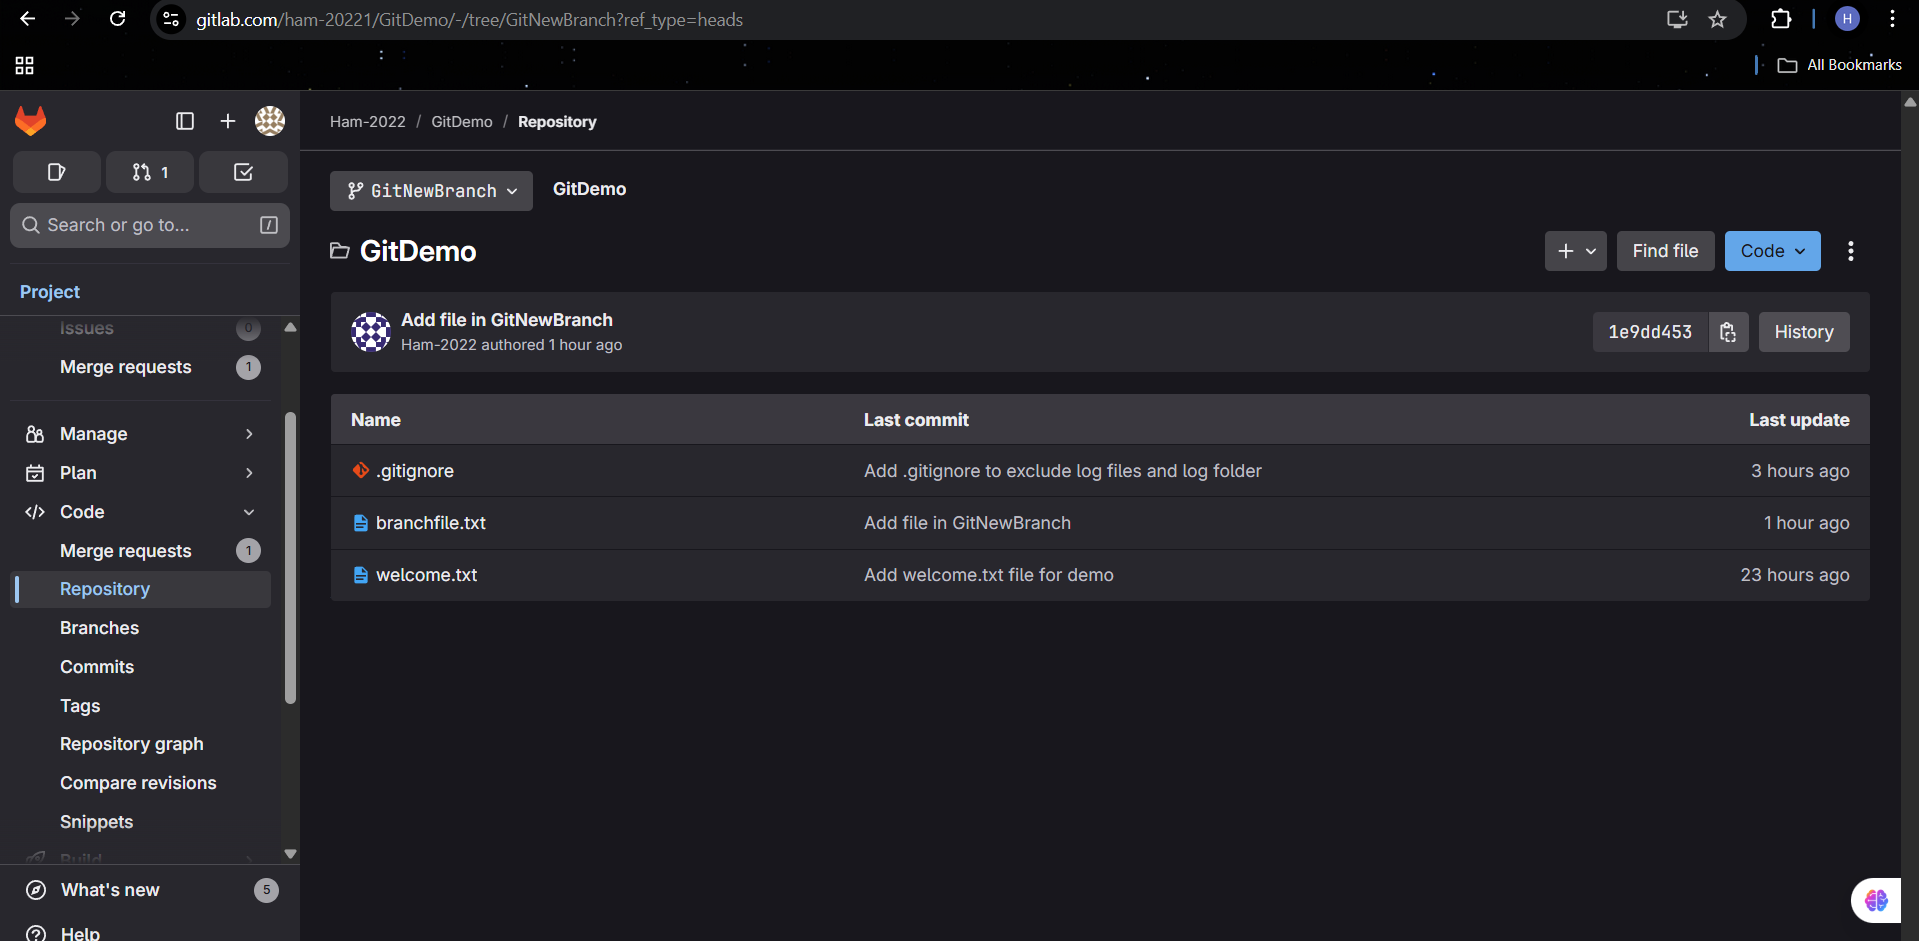 gitlab.com/ham-20221/GitDemo/-/tree/GitNewBranch?ref_type=heads
H
All Bookmarks
1
Search or go to...
/
Project
Issues 0
Merge requests 1
Manage
Plan
Code
Merge requests 1
Repository
Branches
Commits
Tags
Repository graph
Compare revisions
Snippets
Build
What's new 5
Help
Ham-2022 / GitDemo / Repository
GitNewBranch GitDemo
GitDemo
Find file
Code
Add file in GitNewBranch
Ham-2022 authored 1 hour ago
1e9dd453
History
Name Last commit Last update
.gitignore Add .gitignore to exclude log files and log folder 3 hours ago
branchfile.txt Add file in GitNewBranch 1 hour ago
welcome.txt Add welcome.txt file for demo 23 hours ago